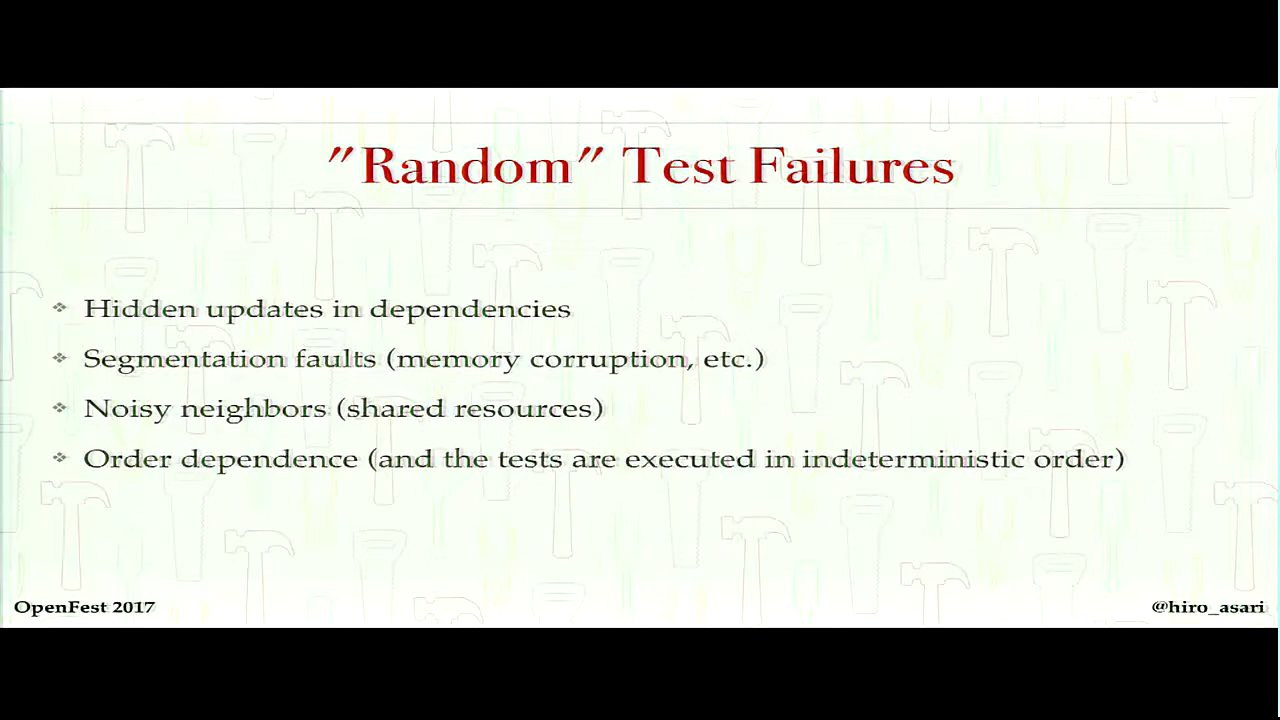 "Random" Test Failures
❖ Hidden updates in dependencies
❖ Segmentation faults (memory corruption, etc.)
❖ Noisy neighbors (shared resources)
❖ Order dependence (and the tests are executed in indeterministic order)
OpenFest 2017
@hiro_asari